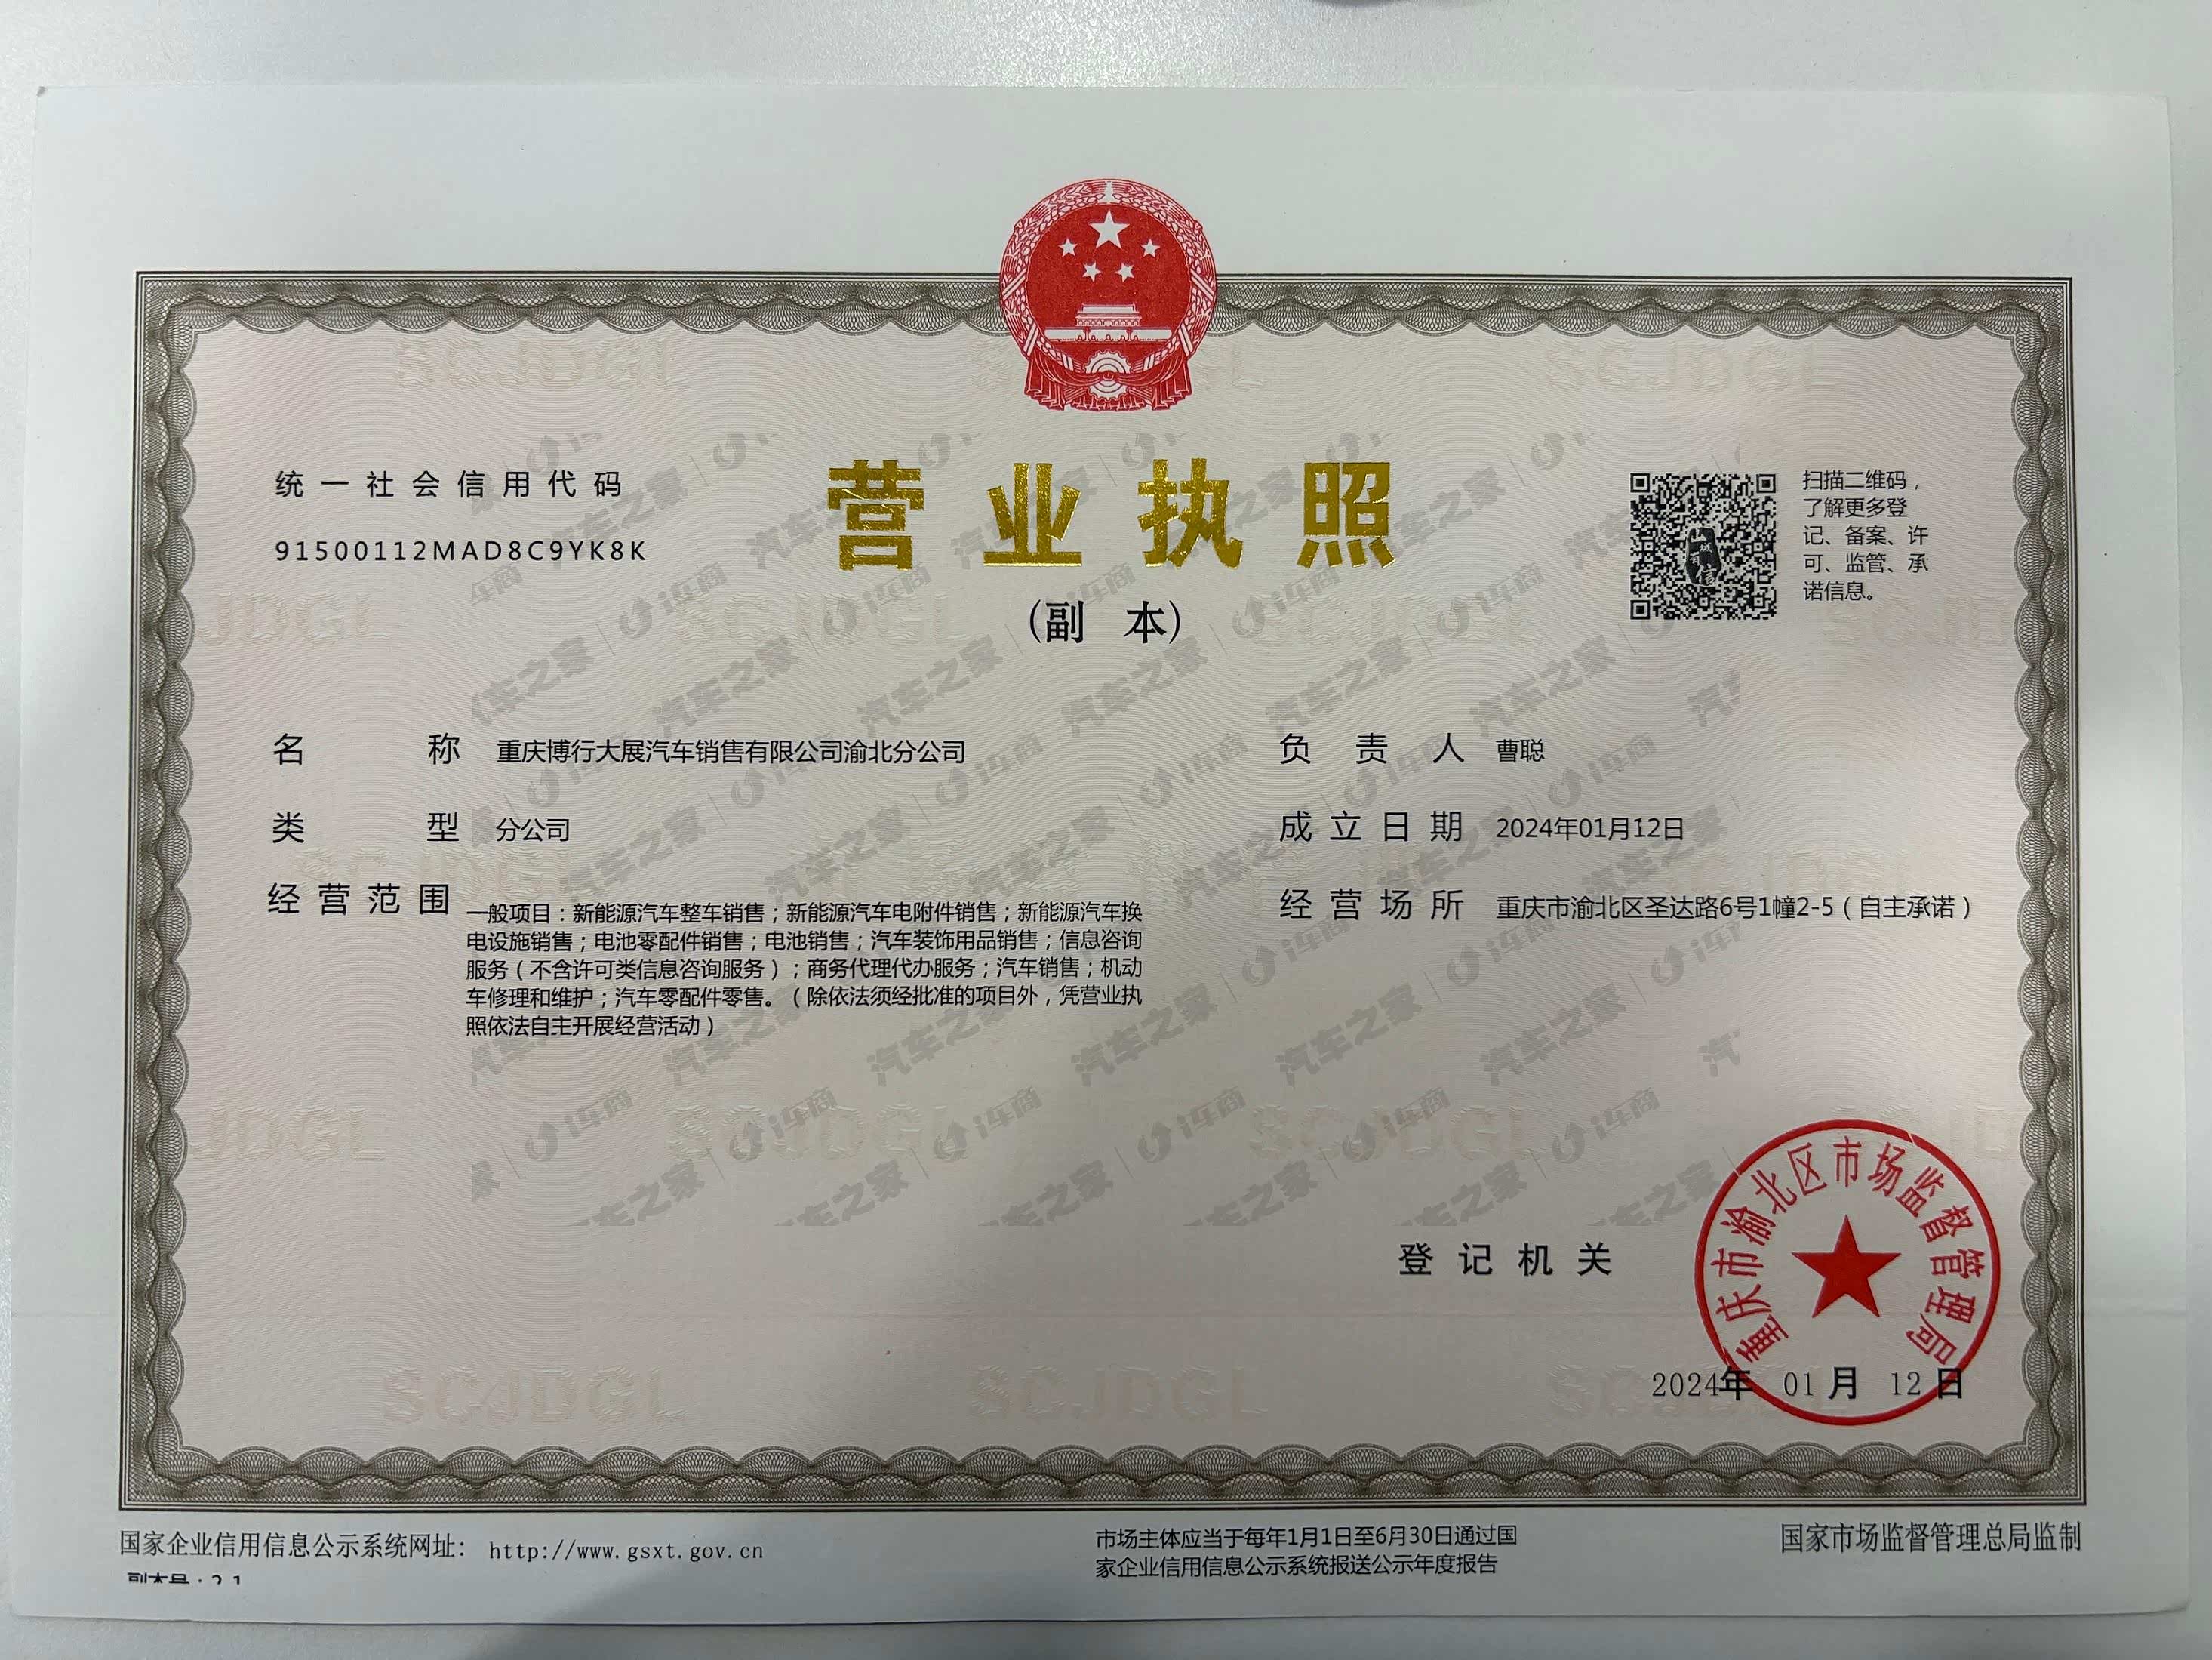 统一社会信用代码
91500112MAD8C9YK8K
营业执照
(副 本)
扫描二维码，
了解更多登
记、备案、许
可、监管、承
诺信息。
名 称 重庆博行大展汽车销售有限公司渝北分公司
类 型 分公司
经营范围 一般项目：新能源汽车整车销售；新能源汽车电附件销售；新能源汽车换
电设施销售；电池零配件销售；电池销售；汽车装饰用品销售；信息咨询
服务（不含许可类信息咨询服务）；商务代理代办服务；汽车销售；机动
车修理和维护；汽车零配件零售。（除依法须经批准的项目外，凭营业执
照依法自主开展经营活动）
负责人 曹聪
成立日期 2024年01月12日
经营场所 重庆市渝北区圣达路6号1幢2-5（自主承诺）
登记机关
重庆市渝北区市场监督管理局
2024年 01月 12日
国家企业信用信息公示系统网址： http://www.gsxt.gov.cn
副本号：2-1
市场主体应当于每年1月1日至6月30日通过国
家企业信用信息公示系统报送公示年度报告
国家市场监督管理总局监制
SCJDGL
汽车之家 i车商